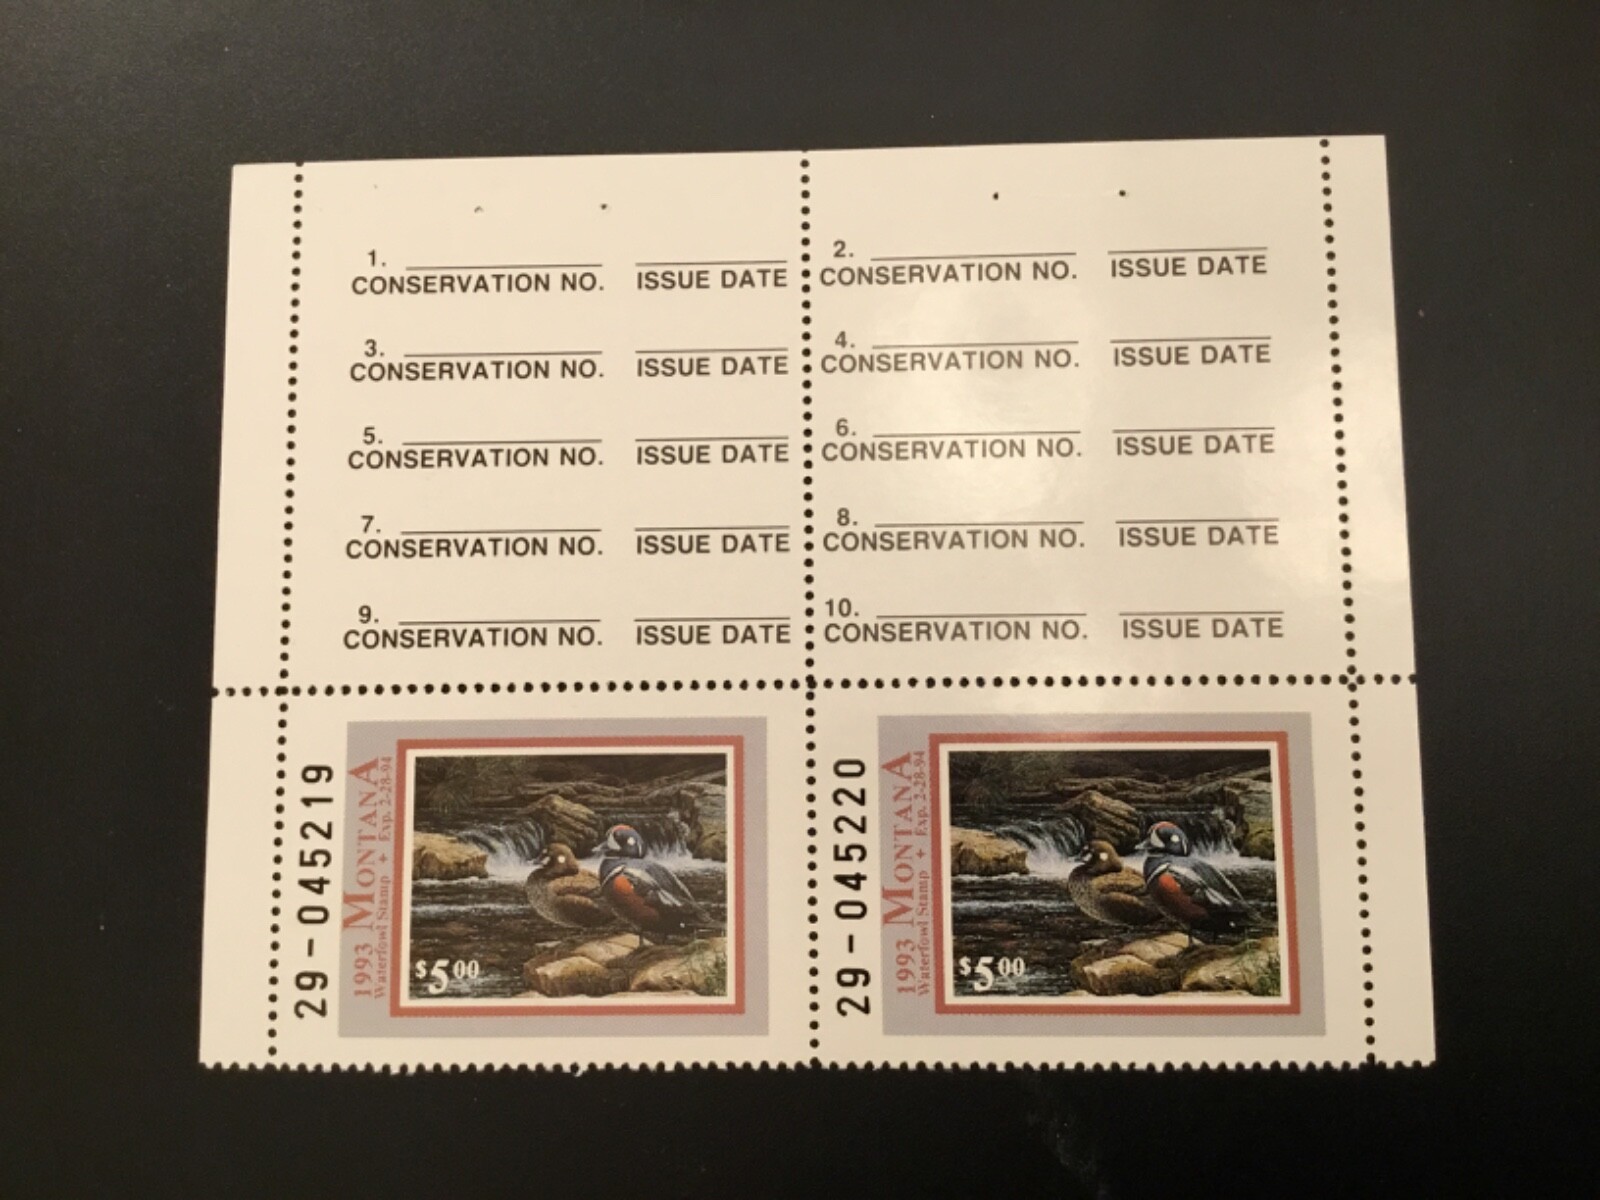 1. 2.
CONSERVATION NO. ISSUE DATE CONSERVATION NO. ISSUE DATE
3. 4.
CONSERVATION NO. ISSUE DATE CONSERVATION NO. ISSUE DATE
5. 6.
CONSERVATION NO. ISSUE DATE CONSERVATION NO. ISSUE DATE
7. 8.
CONSERVATION NO. ISSUE DATE CONSERVATION NO. ISSUE DATE
9. 10.
CONSERVATION NO. ISSUE DATE CONSERVATION NO. ISSUE DATE
29-045219
1993 MONTANA
Waterfowl Stamp + Exp. 2-28-94
$5.00
29-045220
1993 MONTANA
Waterfowl Stamp + Exp. 2-28-94
$5.00